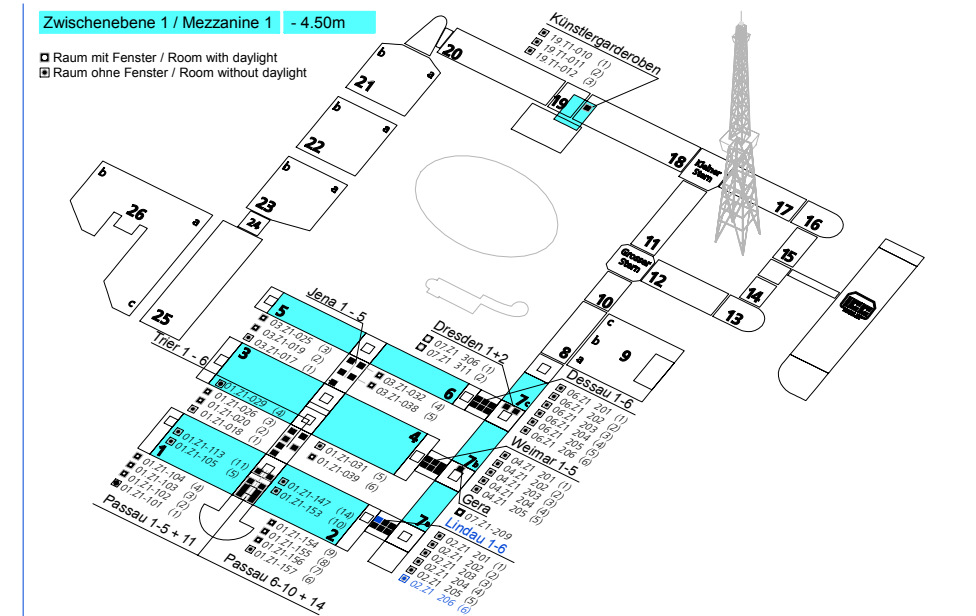 Zwischenebene 1 / Mezzanine 1 - 4.50m
Raum mit Fenster / Room with daylight
Raum ohne Fenster / Room without daylight
Künstlergarderoben
19 T1-010 (1)
19 T1-011 (2)
19 T1-012 (3)
20
b
21
a
19
b
22
a
18
Kleiner
Stern
17
16
b
23
a
24
b
26
a
c
25
11
Grosser
Stern
12
15
14
13
10
c
b
9
a
8
Jena 1 - 5
5
03.Z1-025 (3)
03.Z1-019 (2)
03.Z1-017 (1)
03.Z1-032 (4)
03.Z1-038 (5)
6
Dresden 1+2
07.Z1 306 (1)
07.Z1 311 (2)
7c
Trier 1 - 6
3
01.Z1-029 (4)
01.Z1-026 (3)
01.Z1-020 (2)
01.Z1-018 (1)
4
01.Z1-031 (5)
01.Z1-039 (6)
Dessau 1-6
06.Z1 201 (1)
06.Z1 202 (2)
06.Z1 203 (3)
06.Z1 204 (4)
06.Z1 205 (5)
06.Z1 206 (6)
7b
Weimar 1-5
04.Z1 201 (1)
04.Z1 202 (2)
04.Z1 203 (3)
04.Z1 204 (4)
04.Z1 205 (5)
Gera
07.Z1-209
1
01.Z1-113 (11)
01.Z1-105 (5)
01.Z1-104 (4)
01.Z1-103 (3)
01.Z1-102 (2)
01.Z1-101 (1)
Passau 1-5 + 11
01.Z1-147 (14)
01.Z1-153 (10)
2
01.Z1-154 (9)
01.Z1-155 (8)
01.Z1-156 (7)
01.Z1-157 (6)
Passau 6-10 + 14
7a
Lindau 1-6
02.Z1 201 (1)
02.Z1 202 (2)
02.Z1 203 (3)
02.Z1 204 (4)
02.Z1 205 (5)
02.Z1 206 (6)